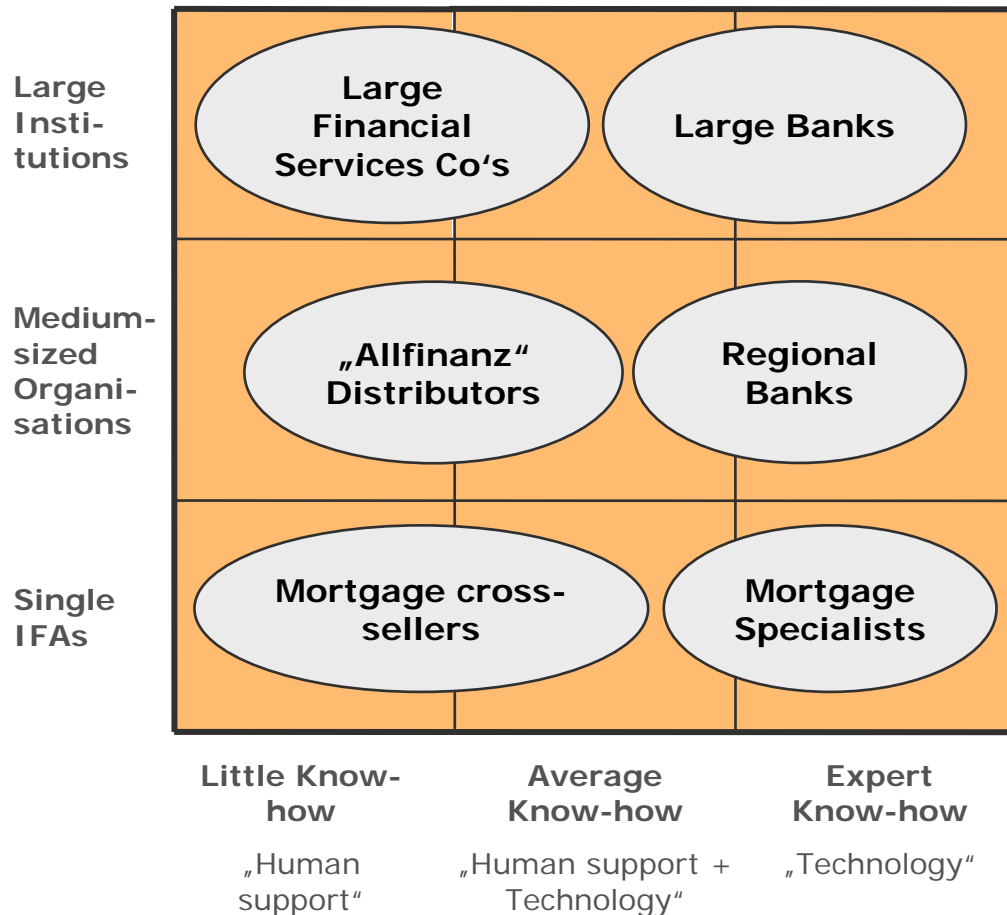 Large
Insti-
tutions
Large
Financial
Services Co‘s
Large Banks
Medium-
sized
Organi-
sations
„Allfinanz“
Distributors
Regional
Banks
Single
IFAs
Mortgage cross-
sellers
Mortgage
Specialists
Little Know-
how
Average
Know-how
Expert
Know-how
„Human
support“
„Human support +
Technology“
„Technology“